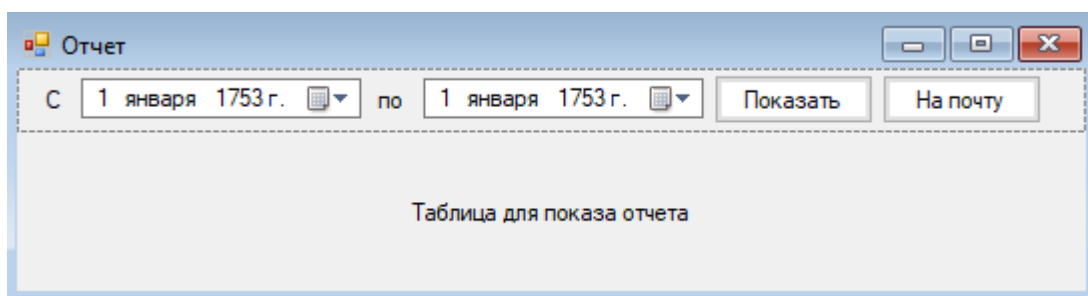 Отчет
С 1 января 1753 г. по 1 января 1753 г. Показать На почту
Таблица для показа отчета